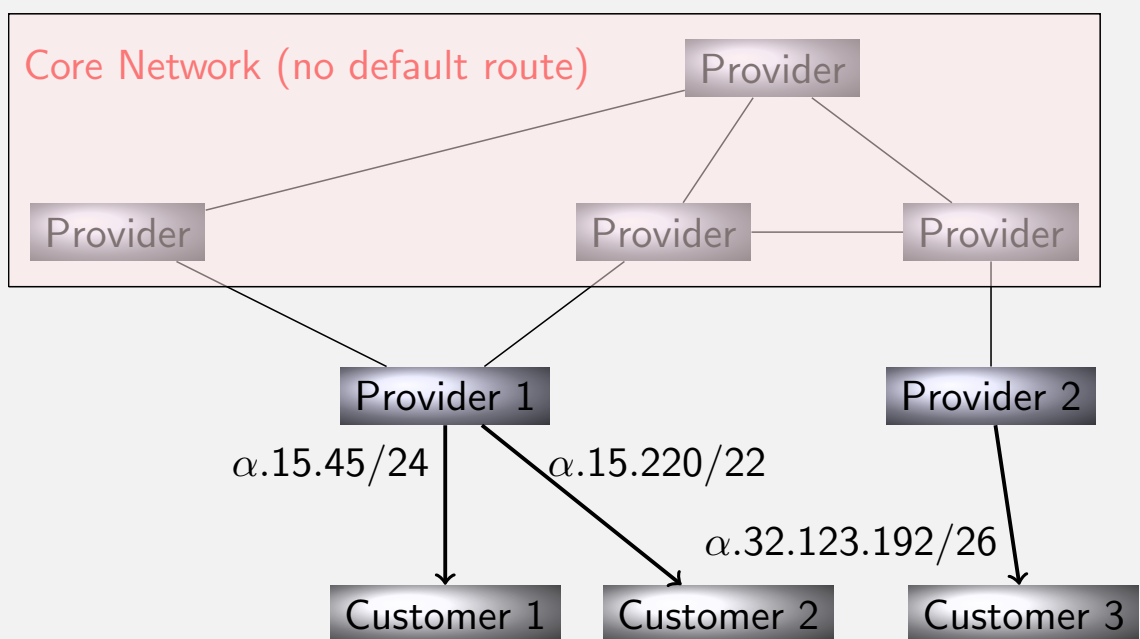 Core Network (no default route)
Provider
Provider
Provider
Provider
Provider 1
Provider 2
α.15.45/24
α.15.220/22
α.32.123.192/26
Customer 1
Customer 2
Customer 3